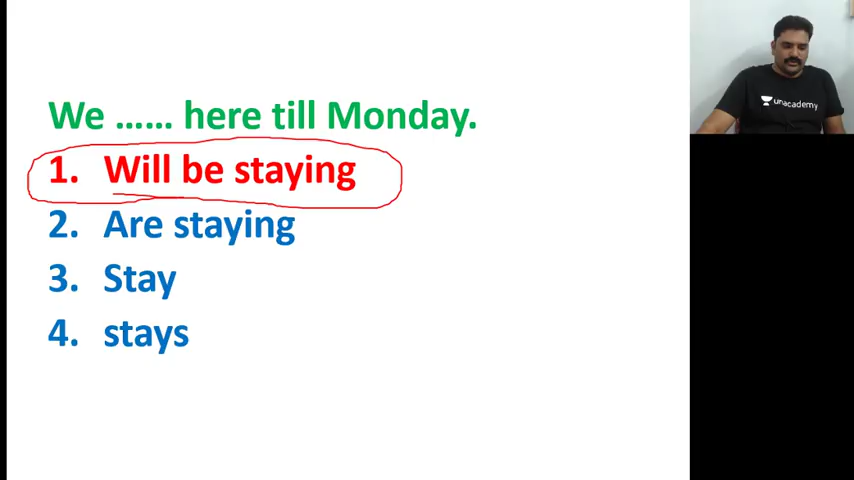 We ...... here till Monday.
1. Will be staying
2. Are staying
3. Stay
4. stays
unacademy